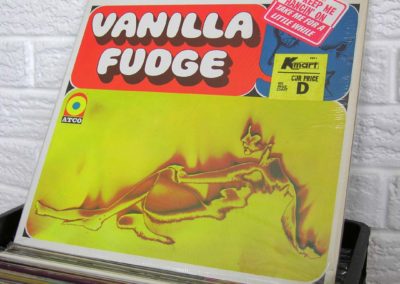 VANILLA
FUDGE
KEEP ME
HANGIN' ON
TAKE ME FOR A
LITTLE WHILE
Kmart
OUR PRICE
D
ATCO